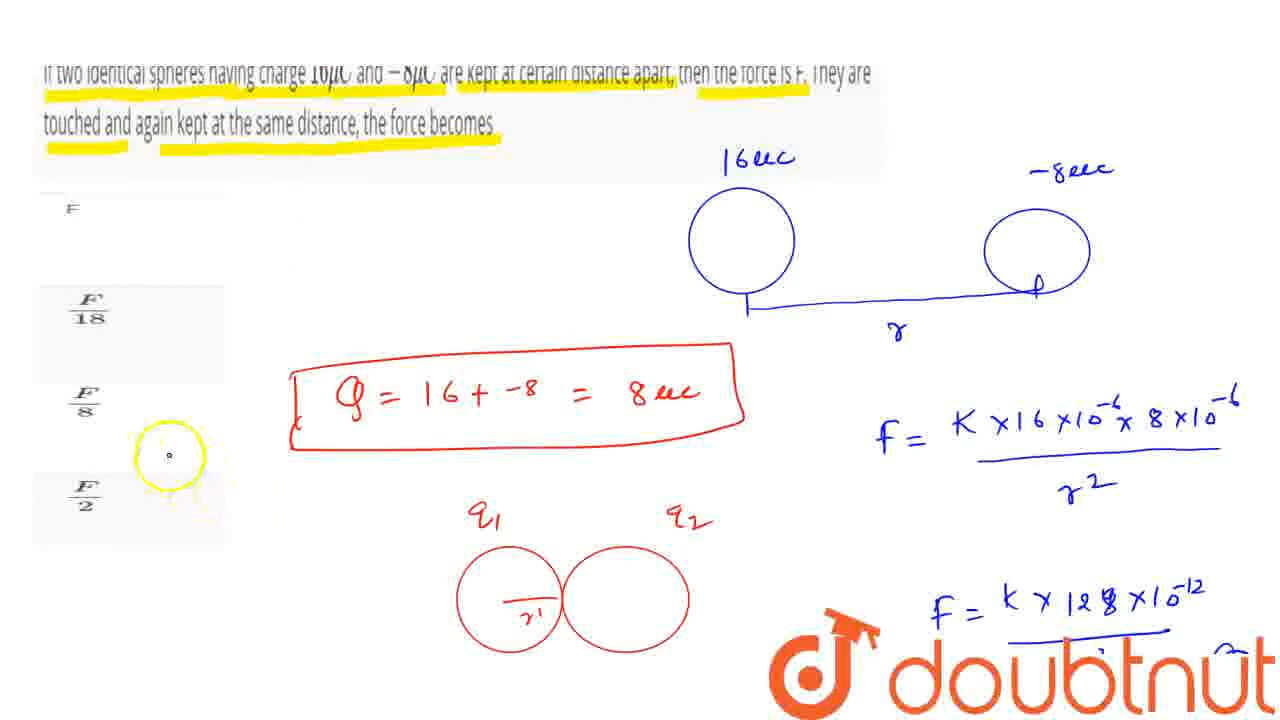 If two identical spheres having charge 16μC and −8μC are kept at certain distance apart, then the force is F. They are
touched and again kept at the same distance, the force becomes
16μc
-8μc
F
F/18
r
Q = 16 + -8 = 8μc
F/8
F = K × 16 × 10⁻⁶ × 8 × 10⁻⁶ / r²
F/2
q₁
q₂
r'
F = K × 128 × 10⁻¹²
doubtnut